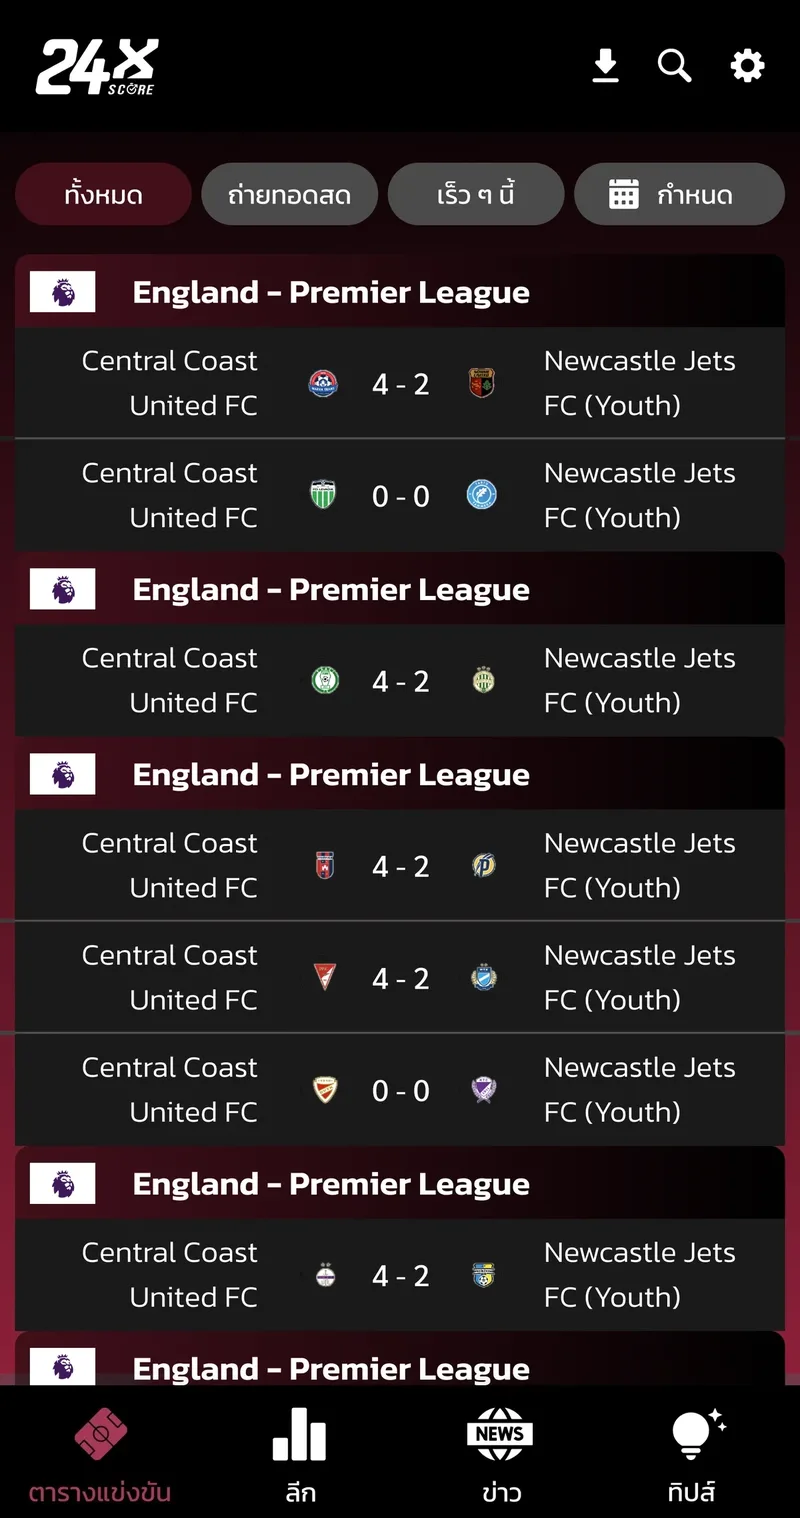 24X
SCORE
ทั้งหมด
ถ่ายทอดสด
เร็ว ๆ นี้
กำหนด
England - Premier League
Central Coast
United FC
4 - 2
Newcastle Jets
FC (Youth)
Central Coast
United FC
0 - 0
Newcastle Jets
FC (Youth)
England - Premier League
Central Coast
United FC
4 - 2
Newcastle Jets
FC (Youth)
England - Premier League
Central Coast
United FC
4 - 2
Newcastle Jets
FC (Youth)
Central Coast
United FC
4 - 2
Newcastle Jets
FC (Youth)
Central Coast
United FC
0 - 0
Newcastle Jets
FC (Youth)
England - Premier League
Central Coast
United FC
4 - 2
Newcastle Jets
FC (Youth)
England - Premier League
NEWS
ตารางแข่งขัน
ลีก
ข่าว
ทิปส์